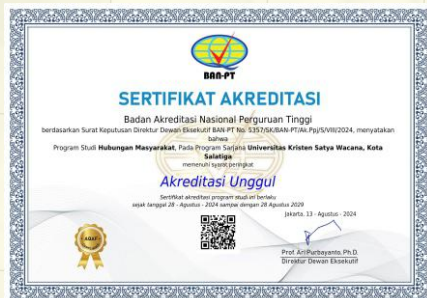 BAN-PT
SERTIFIKAT AKREDITASI
Badan Akreditasi Nasional Perguruan Tinggi
berdasarkan Surat Keputusan Direktur Dewan Eksekutif BAN-PT No. 5357/SK/BAN-PT/Ak.Ppj/S/VIII/2024, menyatakan
bahwa
Program Studi Hubungan Masyarakat, Pada Program Sarjana Universitas Kristen Satya Wacana, Kota
Salatiga
memenuhi syarat peringkat
Akreditasi Unggul
Sertifikat akreditasi program studi ini berlaku
sejak tanggal 28 - Agustus - 2024 sampai dengan 28 Agustus 2029
Jakarta, 13 - Agustus - 2024
Prof. Ari Purbayanto, Ph.D.
Direktur Dewan Eksekutif